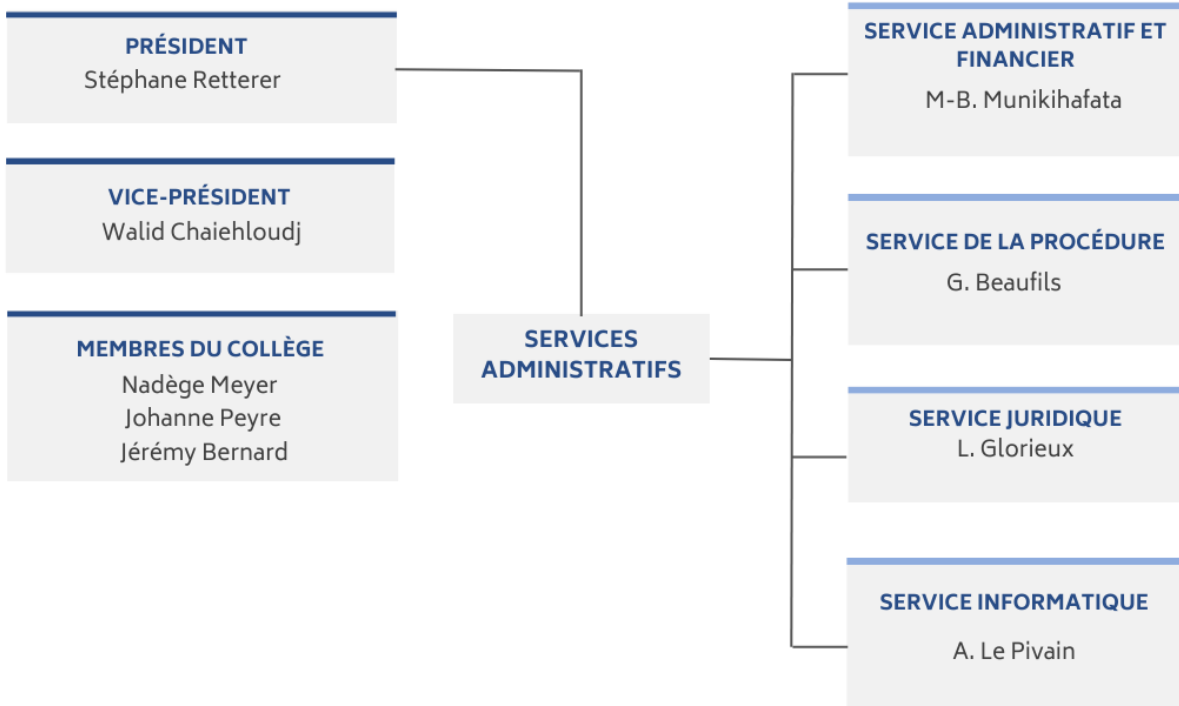 PRÉSIDENT
Stéphane Retterer
VICE-PRÉSIDENT
Walid Chaiehloudj
MEMBRES DU COLLÈGE
Nadège Meyer
Johanne Peyre
Jérémy Bernard
SERVICES
ADMINISTRATIFS
SERVICE ADMINISTRATIF ET
FINANCIER
M-B. Munikihafata
SERVICE DE LA PROCÉDURE
G. Beaufils
SERVICE JURIDIQUE
L. Glorieux
SERVICE INFORMATIQUE
A. Le Pivain